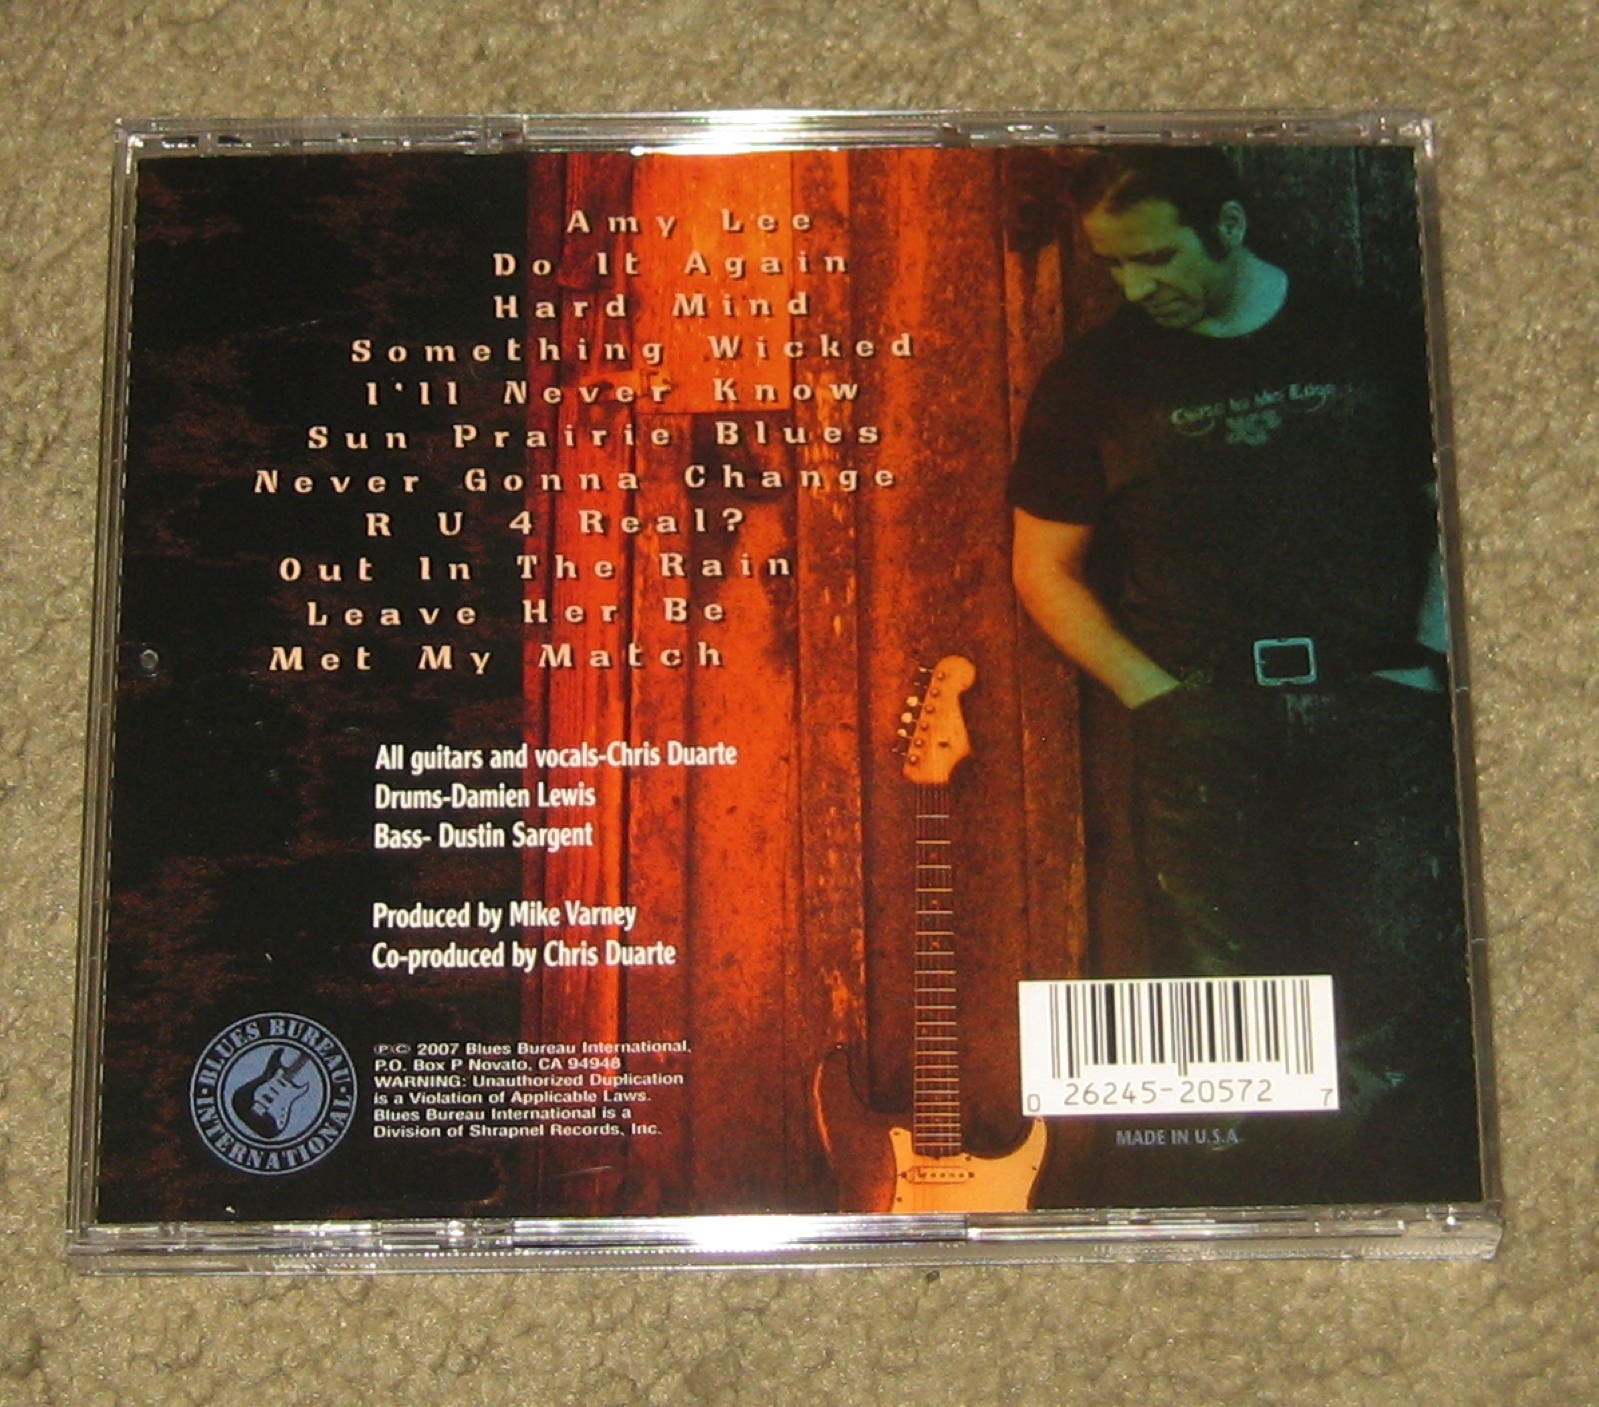 Amy Lee
Do It Again
Hard Mind
Something Wicked
I'll Never Know
Sun Prairie Blues
Never Gonna Change
R U 4 Real?
Out In The Rain
Leave Her Be
Met My Match
All guitars and vocals-Chris Duarte
Drums-Damien Lewis
Bass- Dustin Sargent
Produced by Mike Varney
Co-produced by Chris Duarte
BLUES BUREAU
INTERNATIONAL
℗© 2007 Blues Bureau International,
P.O. Box P Novato, CA 94948
WARNING: Unauthorized Duplication
is a Violation of Applicable Laws.
Blues Bureau International is a
Division of Shrapnel Records, Inc.
to the Edge
0 26245-20572 7
MADE IN U.S.A.